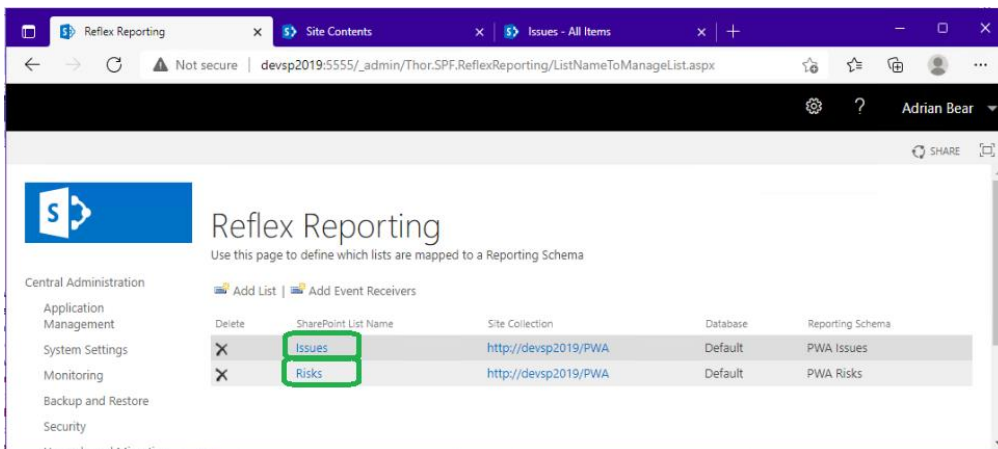 Reflex Reporting
Site Contents
Issues - All Items
Not secure | devsp2019:5555/_admin/Thor.SPF.ReflexReporting/ListNameToManageList.aspx
? Adrian Bear
SHARE
S
Reflex Reporting
Use this page to define which lists are mapped to a Reporting Schema
Central Administration
Add List | Add Event Receivers
Application
Management
Delete SharePoint List Name Site Collection Database Reporting Schema
System Settings
X Issues http://devsp2019/PWA Default PWA Issues
Monitoring
X Risks http://devsp2019/PWA Default PWA Risks
Backup and Restore
Security